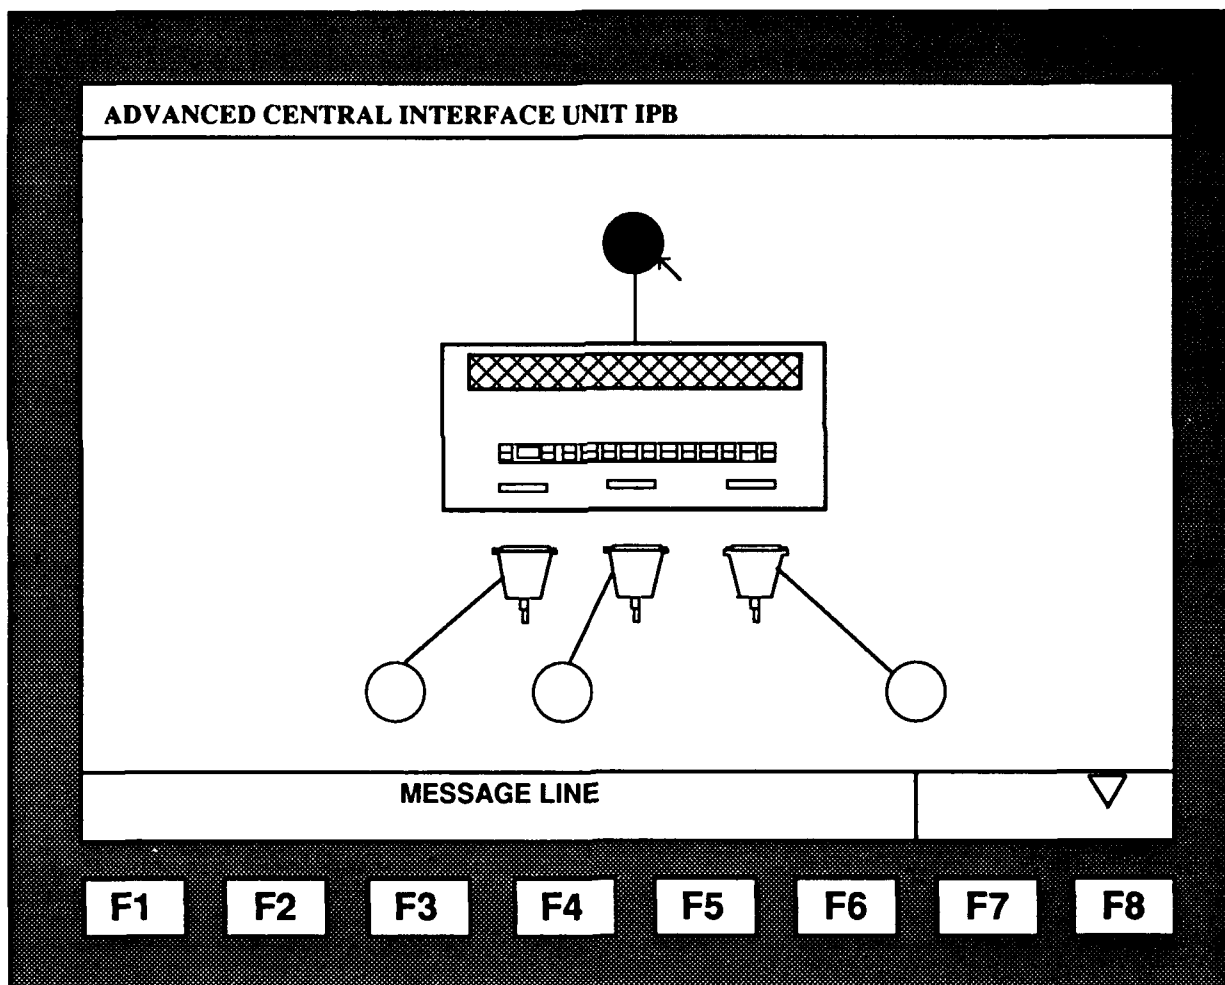 ADVANCED CENTRAL INTERFACE UNIT IPB
MESSAGE LINE
F1 F2 F3 F4 F5 F6 F7 F8